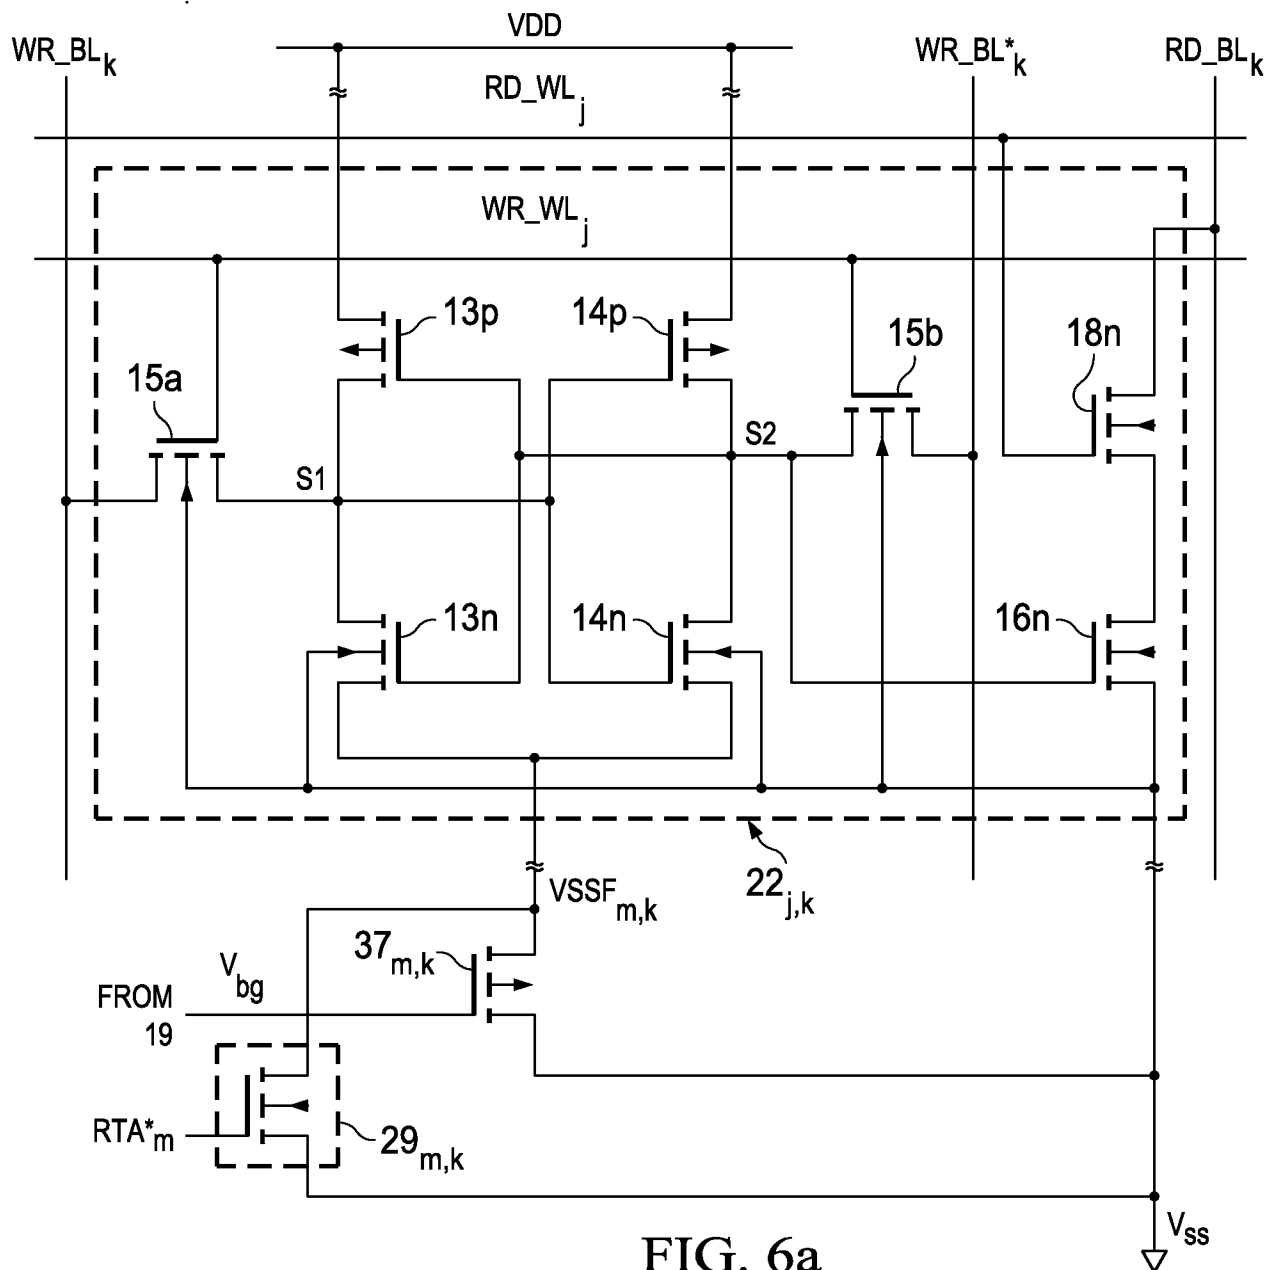 VDD
WR_BLk
WR_BL*k
RD_BLk
RD_WLj
WR_WLj
13p
14p
15b
18n
15a
S2
S1
13n
14n
16n
22j,k
VSSFm,k
37m,k
Vbg
FROM
19
RTA*m
29m,k
Vss
FIG. 6a